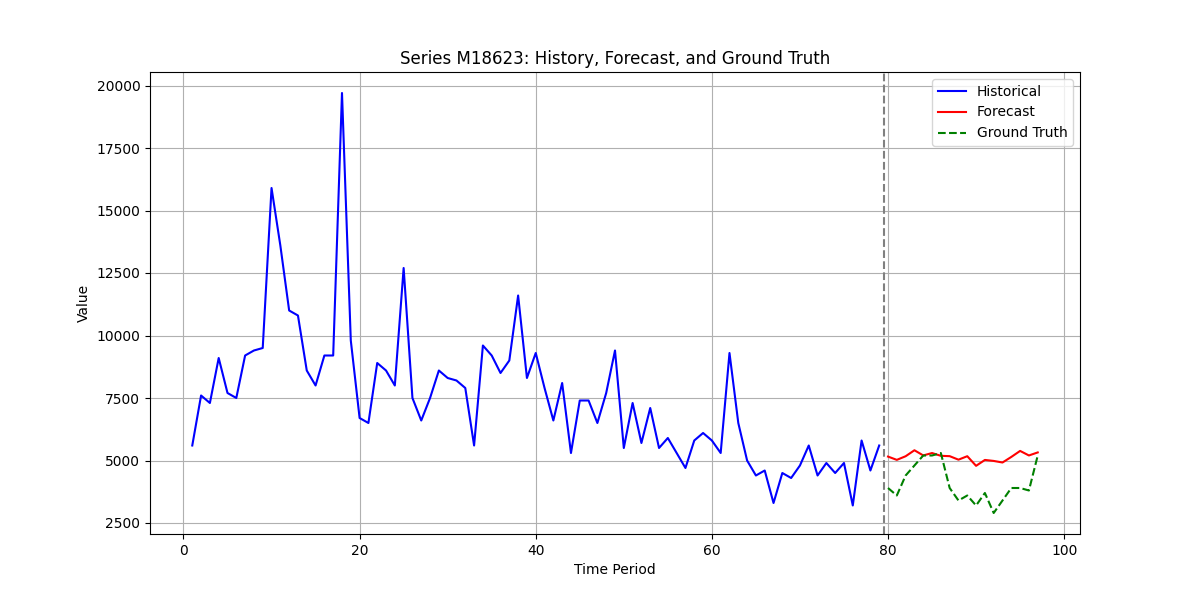 Series M18623: History, Forecast, and Ground Truth
Historical
Forecast
Ground Truth
Value
20000
17500
15000
12500
10000
7500
5000
2500
0
20
40
60
80
100
Time Period